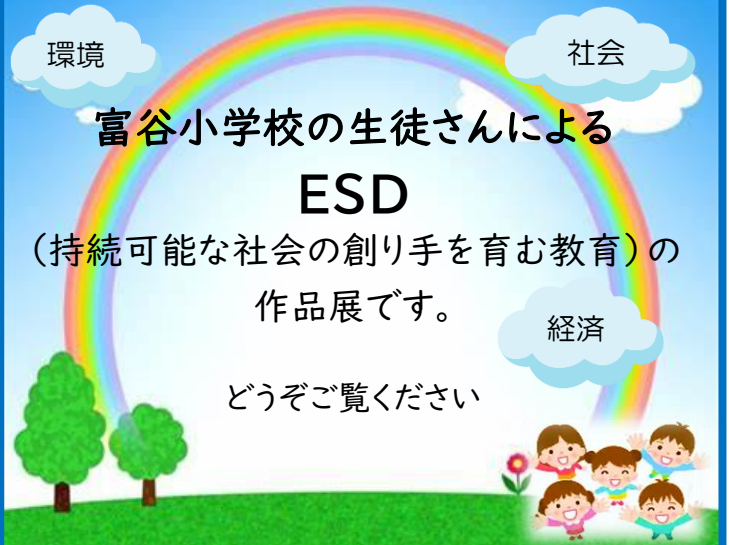 環境
社会
富谷小学校の生徒さんによる
ESD
（持続可能な社会の創り手を育む教育）の
作品展です。
経済
どうぞご覧ください